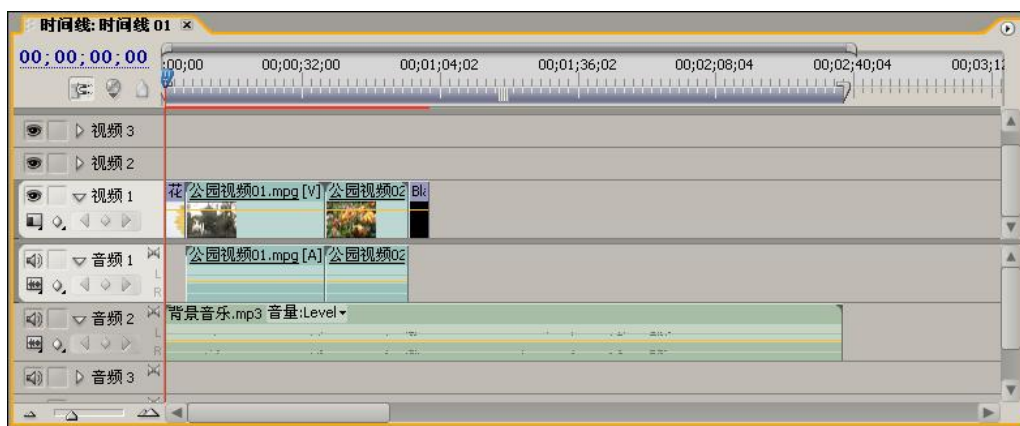 时间线: 时间线 01
00;00;00;00
;00;00 00;00;32;00 00;01;04;02 00;01;36;02 00;02;08;04 00;02;40;04 00;03;1
视频 3
视频 2
视频 1
花 公园视频01.mpg [V] 公园视频02 Bla
音频 1
公园视频01.mpg [A] 公园视频02
L
R
音频 2
背景音乐.mp3 音量:Level
L
R
音频 3